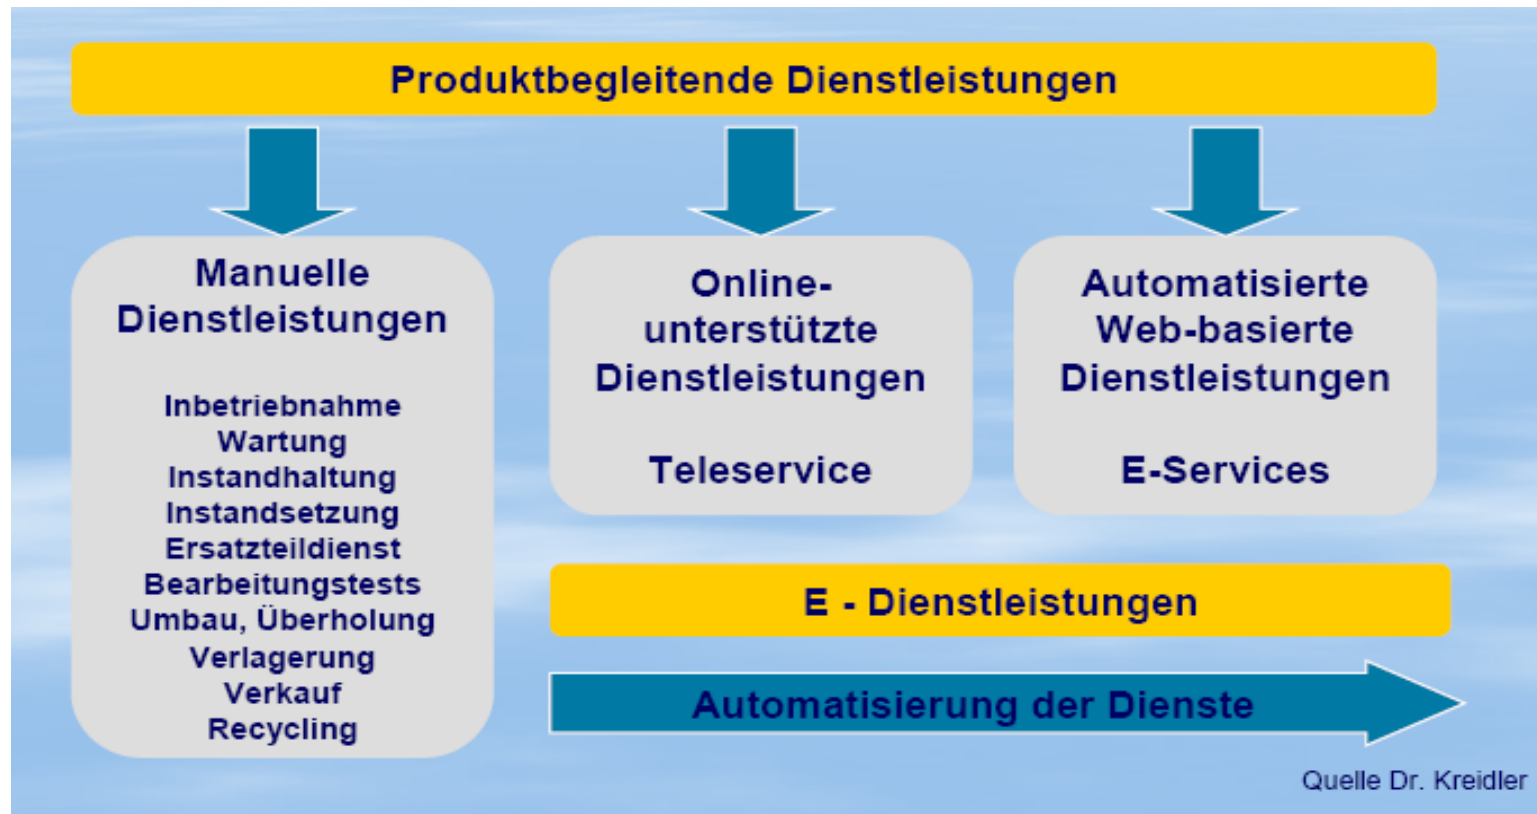 Produktbegleitende Dienstleistungen
Manuelle
Dienstleistungen
Inbetriebnahme
Wartung
Instandhaltung
Instandsetzung
Ersatzteildienst
Bearbeitungstests
Umbau, Überholung
Verlagerung
Verkauf
Recycling
Online-
unterstützte
Dienstleistungen
Teleservice
Automatisierte
Web-basierte
Dienstleistungen
E-Services
E - Dienstleistungen
Automatisierung der Dienste
Quelle Dr. Kreidler